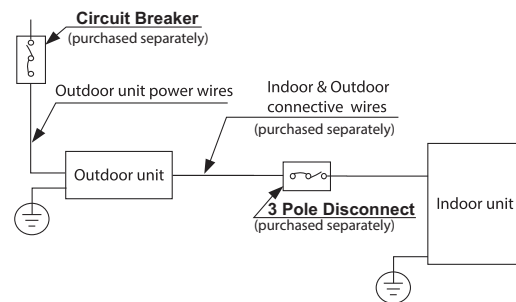 Circuit Breaker
(purchased separately)
Outdoor unit power wires
Indoor & Outdoor
connective wires
(purchased separately)
Outdoor unit
3 Pole Disconnect
(purchased separately)
Indoor unit